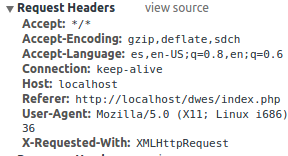 ▼ Request Headers view source
Accept: */*
Accept-Encoding: gzip,deflate,sdch
Accept-Language: es,en-US;q=0.8,en;q=0.6
Connection: keep-alive
Host: localhost
Referer: http://localhost/dwes/index.php
User-Agent: Mozilla/5.0 (X11; Linux i686)
36
X-Requested-With: XMLHttpRequest